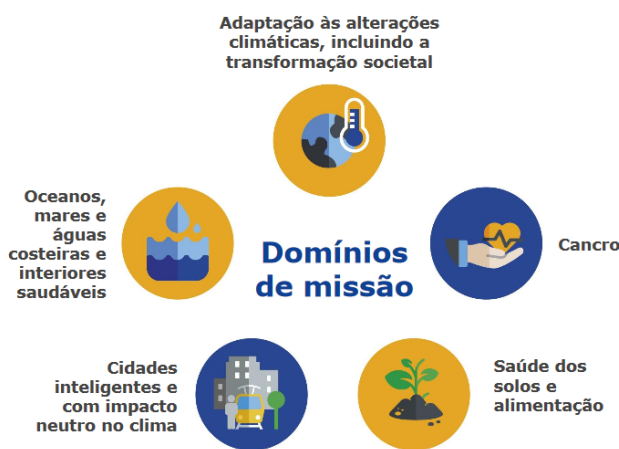 Adaptação às alterações
climáticas, incluindo a
transformação societal
Oceanos,
mares e
águas
costeiras e
interiores
saudáveis
Domínios
de missão
Cancro
Cidades
inteligentes e
com impacto
neutro no clima
Saúde dos
solos e
alimentação